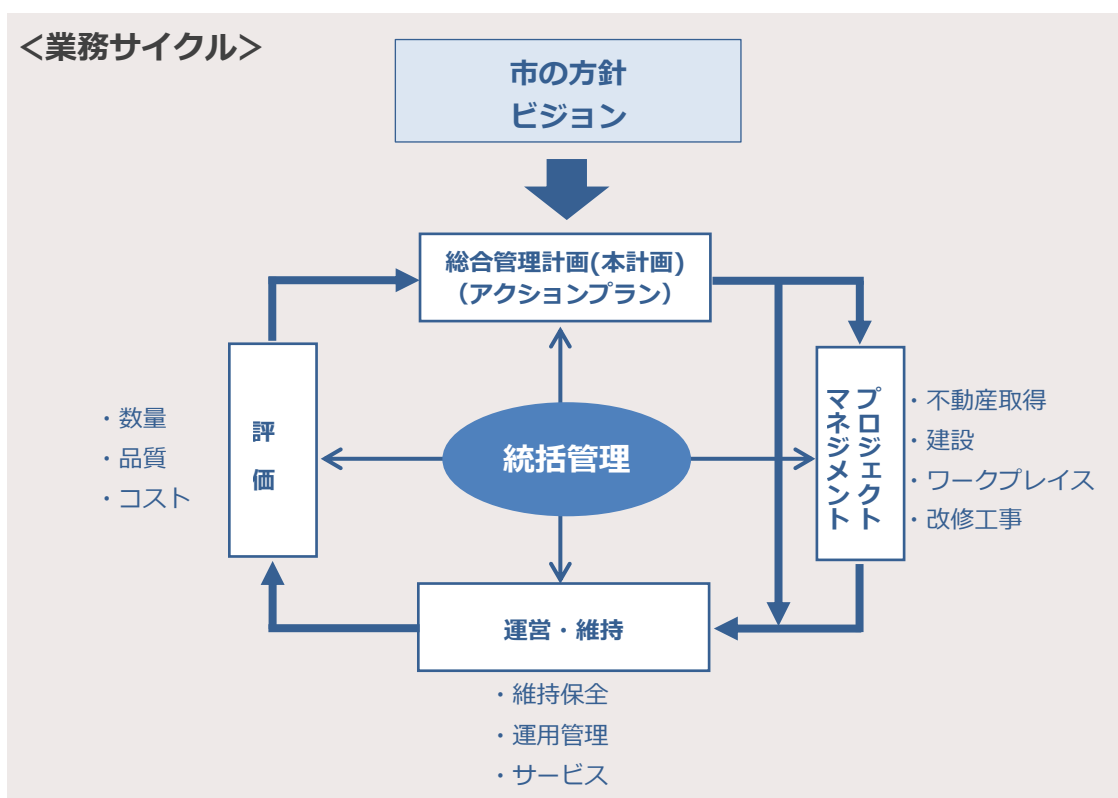 <業務サイクル>
市の方針
ビジョン
総合管理計画(本計画)
（アクションプラン）
評価
・数量
・品質
・コスト
統括管理
プロジェクト
マネジメント
・不動産取得
・建設
・ワークプレイス
・改修工事
運営・維持
・維持保全
・運用管理
・サービス